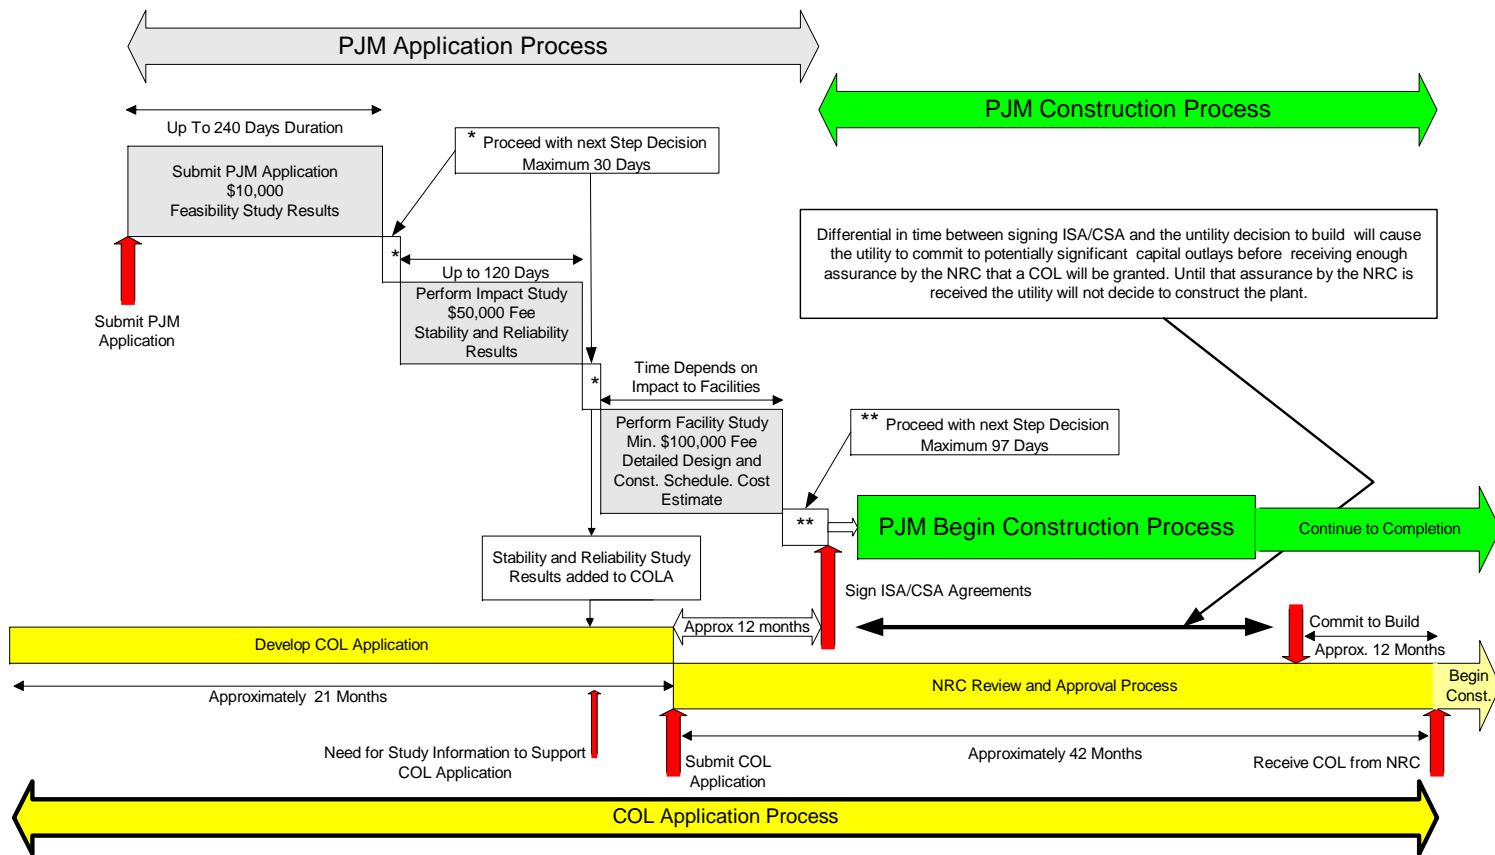 PJM Application Process
PJM Construction Process
Up To 240 Days Duration
* Proceed with next Step Decision
Maximum 30 Days
Submit PJM Application
$10,000
Feasibility Study Results
*
Up to 120 Days
Submit PJM
Application
Perform Impact Study
$50,000 Fee
Stability and Reliability
Results
Differential in time between signing ISA/CSA and the untility decision to build will cause
the utility to commit to potentially significant capital outlays before receiving enough
assurance by the NRC that a COL will be granted. Until that assurance by the NRC is
received the utility will not decide to construct the plant.
*
Time Depends on
Impact to Facilities
Perform Facility Study
Min. $100,000 Fee
Detailed Design and
Const. Schedule. Cost
Estimate
** Proceed with next Step Decision
Maximum 97 Days
**
PJM Begin Construction Process
Continue to Completion
Stability and Reliability Study
Results added to COLA
Sign ISA/CSA Agreements
Approx 12 months
Commit to Build
Approx. 12 Months
Develop COL Application
NRC Review and Approval Process
Begin
Const.
Approximately 21 Months
Need for Study Information to Support
COL Application
Submit COL
Application
Approximately 42 Months
Receive COL from NRC
COL Application Process